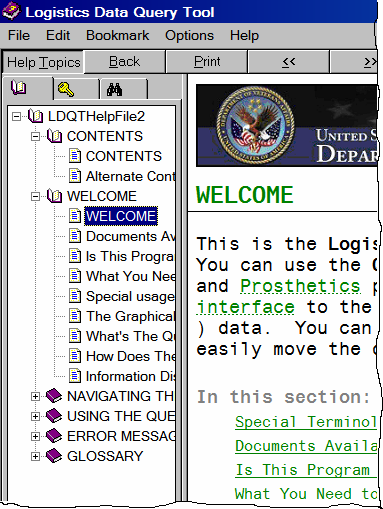 Logistics Data Query Tool
File Edit Bookmark Options Help
Help Topics Back Print << >>
LDQTHelpFile2
CONTENTS
CONTENTS
Alternate Cont
WELCOME
WELCOME
Documents Av
Is This Progra
What You Nee
Special usage
The Graphical
What's The Qu
How Does The
Information Dis
NAVIGATING TH
USING THE QUE
ERROR MESSAG
GLOSSARY
UNITED S
DEPAR
WELCOME
This is the Logis
You can use the
and Prosthetics p
interface to the
) data. You can
easily move the
In this section:
Special Terminol
Documents Availa
Is This Program
What You Need to